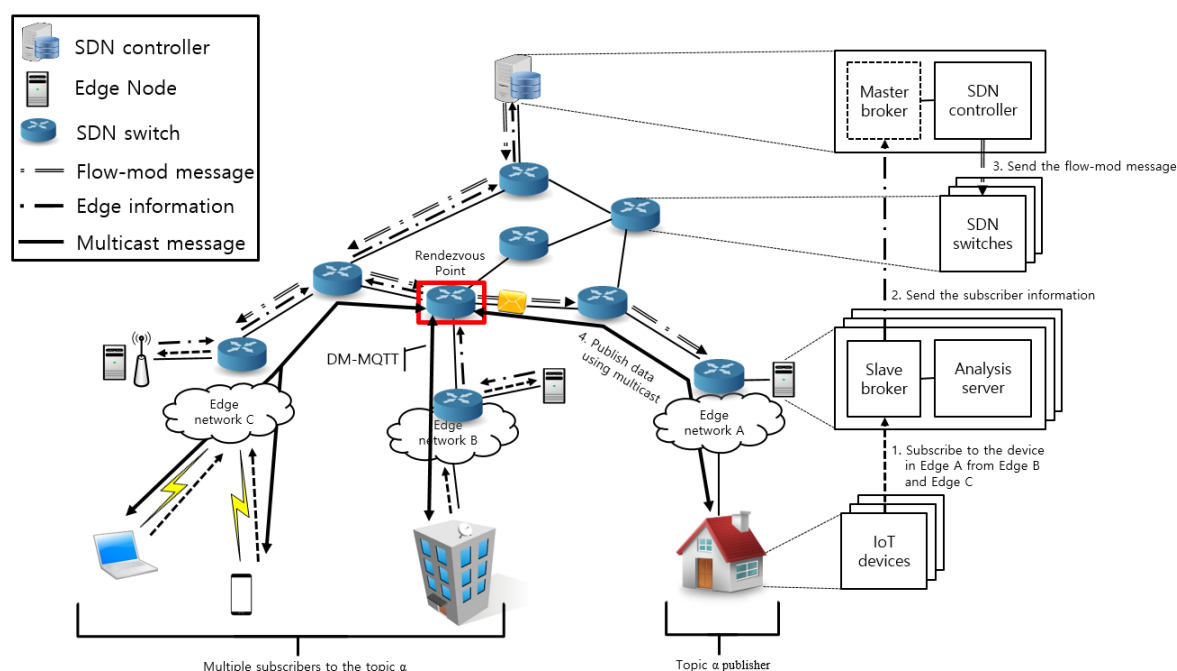 SDN controller
Edge Node
SDN switch
Flow-mod message
Edge information
Multicast message
Master
broker
SDN
controller
3. Send the flow-mod message
SDN
switches
Rendezvous
Point
2. Send the subscriber information
DM-MQTT
4. Publish data
using multicast
Slave
broker
Analysis
server
Edge
network C
Edge
network B
Edge
network A
1. Subscribe to the device
in Edge A from Edge B
and Edge C
IoT
devices
Multiple subscribers to the topic α
Topic α publisher